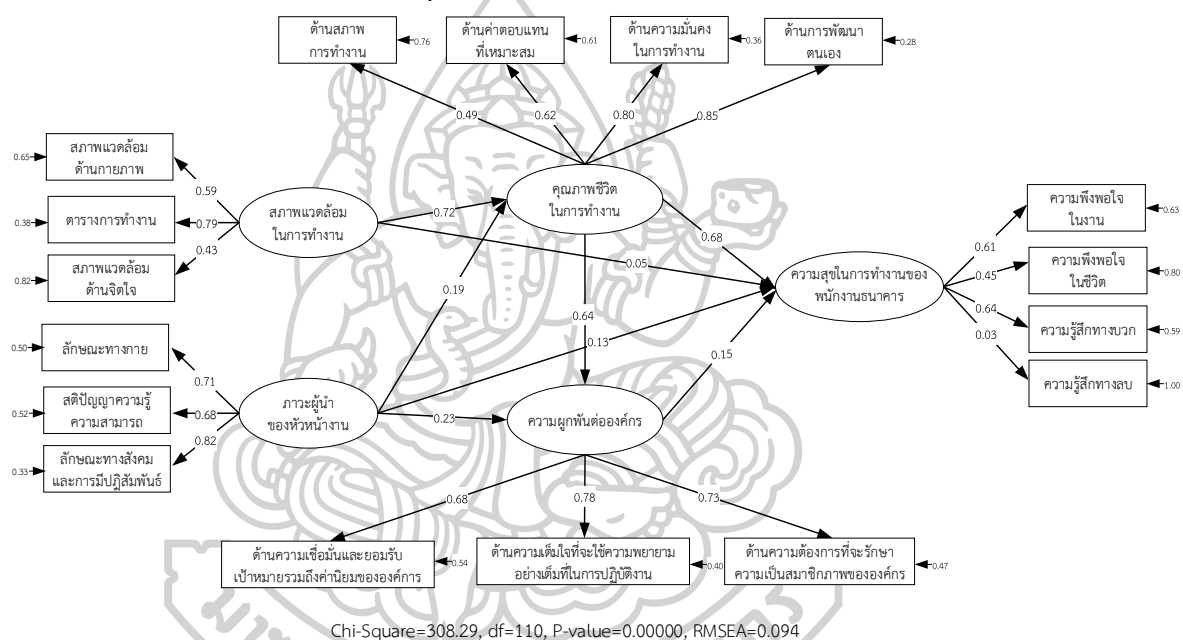 ด้านสภาพ
การทำงาน
0.76
ด้านค่าตอบแทน
ที่เหมาะสม
0.61
ด้านความมั่นคง
ในการทำงาน
0.36
ด้านการพัฒนา
ตนเอง
0.28
0.49
0.62
0.80
0.85
0.65
สภาพแวดล้อม
ด้านกายภาพ
0.59
0.38
ตารางการทำงาน
0.79
0.82
สภาพแวดล้อม
ด้านจิตใจ
0.43
สภาพแวดล้อม
ในการทำงาน
0.72
คุณภาพชีวิต
ในการทำงาน
0.68
0.05
0.19
0.64
0.13
0.15
ความสุขในการทำงานของ
พนักงานธนาคาร
0.61
ความพึงพอใจ
ในงาน
0.63
0.45
ความพึงพอใจ
ในชีวิต
0.80
0.64
ความรู้สึกทางบวก
0.59
0.03
ความรู้สึกทางลบ
1.00
0.50
ลักษณะทางกาย
0.71
0.52
สติปัญญาความรู้
ความสามารถ
0.68
0.33
ลักษณะทางสังคม
และการมีปฏิสัมพันธ์
0.82
ภาวะผู้นำ
ของหัวหน้างาน
0.23
ความผูกพันต่อองค์กร
0.68
0.78
0.73
ด้านความเชื่อมั่นและยอมรับ
เป้าหมายรวมถึงค่านิยมขององค์การ
0.54
ด้านความเต็มใจที่จะใช้ความพยายาม
อย่างเต็มที่ในการปฏิบัติงาน
0.40
ด้านความต้องการที่จะรักษา
ความเป็นสมาชิกภาพขององค์กร
0.47
Chi-Square=308.29, df=110, P-value=0.00000, RMSEA=0.094